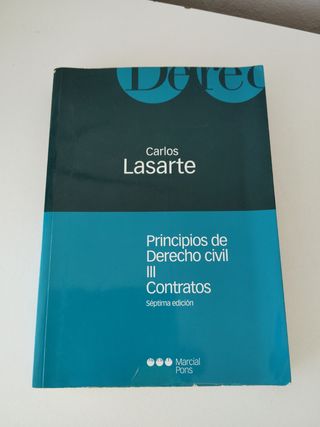 Derec
Carlos
Lasarte
Principios de
Derecho civil
III
Contratos
Séptima edición
Marcial
Pons